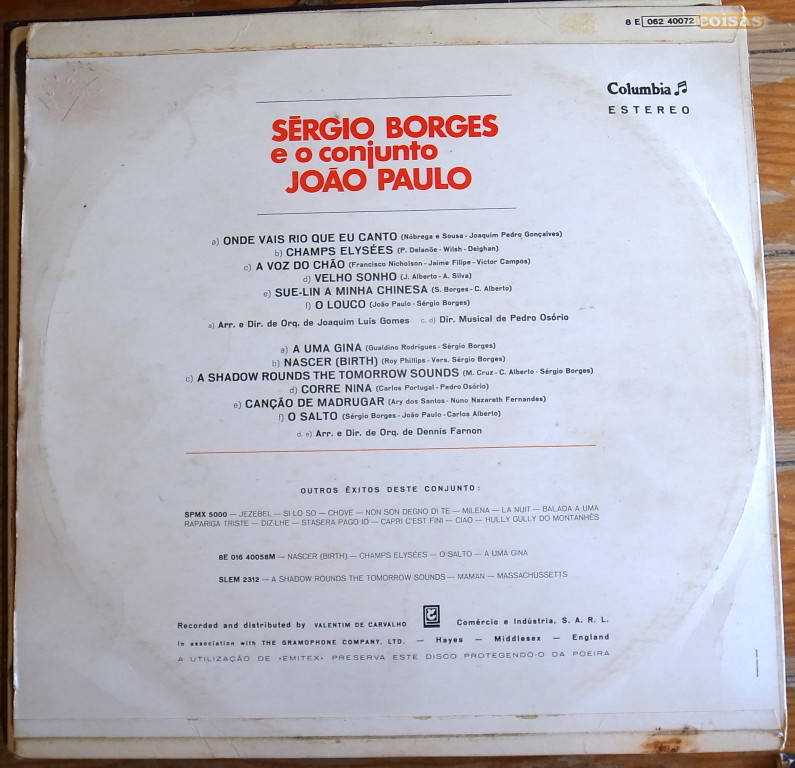 8 E 062 40072
coisas
Columbia
ESTEREO
SÉRGIO BORGES
e o conjunto
JOÃO PAULO
a) ONDE VAIS RIO QUE EU CANTO (Nóbrega e Sousa - Joaquim Pedro Gonçalves)
b) CHAMPS ELYSÉES (P. Delanöe - Wilsh - Deighan)
c) A VOZ DO CHÃO (Francisco Nicholson - Jaime Filipe - Victor Campos)
d) VELHO SONHO (J. Alberto - A. Silva)
e) SUE-LIN A MINHA CHINESA (S. Borges - C. Alberto)
f) O LOUCO (João Paulo - Sérgio Borges)
a) Arr. e Dir. de Orq. de Joaquim Luís Gomes c, d) Dir. Musical de Pedro Osório
a) A UMA GINA (Gualdino Rodrigues - Sérgio Borges)
b) NASCER (BIRTH) (Roy Phillips - Vers. Sérgio Borges)
c) A SHADOW ROUNDS THE TOMORROW SOUNDS (M. Cruz - C. Alberto - Sérgio Borges)
d) CORRE NINA (Carlos Portugal - Pedro Osório)
e) CANÇÃO DE MADRUGAR (Ary dos Santos - Nuno Nazareth Fernandes)
f) O SALTO (Sérgio Borges - João Paulo - Carlos Alberto)
d, e) Arr. e Dir. de Orq. de Dennis Farnon
OUTROS ÊXITOS DESTE CONJUNTO:
SPMX 5000 — JEZEBEL — SI LO SO — CHOVE — NON SON DEGNO DI TE — MILENA — LA NUIT — BALADA A UMA
RAPARIGA TRISTE — DIZ-LHE — STASERA PAGO IO — CAPRI C'EST FINI — CIAO — HULLY GULLY DO MONTANHÊS
8E 016 40058M — NASCER (BIRTH) — CHAMPS ELYSÉES — O SALTO — A UMA GINA
SLEM 2312 — A SHADOW ROUNDS THE TOMORROW SOUNDS — MAMAN — MASSACHUSSETTS
Recorded and distributed by VALENTIM DE CARVALHO Comércio e Indústria, S. A. R. L.
In association with THE GRAMOPHONE COMPANY, LTD. — Hayes — Middlesex — England
A UTILIZAÇÃO DE «EMITEX» PRESERVA ESTE DISCO PROTEGENDO-O DA POEIRA